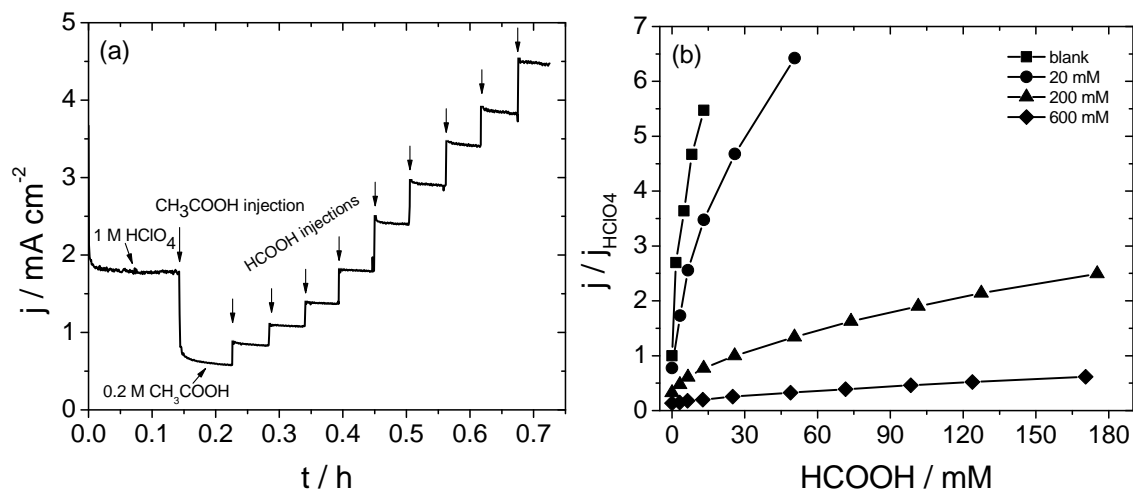 (a)
j / mA cm⁻²
5
4
3
2
1
0
1 M HClO₄
CH₃COOH injection
HCOOH injections
0.2 M CH₃COOH
0.0 0.1 0.2 0.3 0.4 0.5 0.6 0.7
t / h
(b)
j / j_HClO4
7
6
5
4
3
2
1
0
blank
20 mM
200 mM
600 mM
0 30 60 90 120 150 180
HCOOH / mM